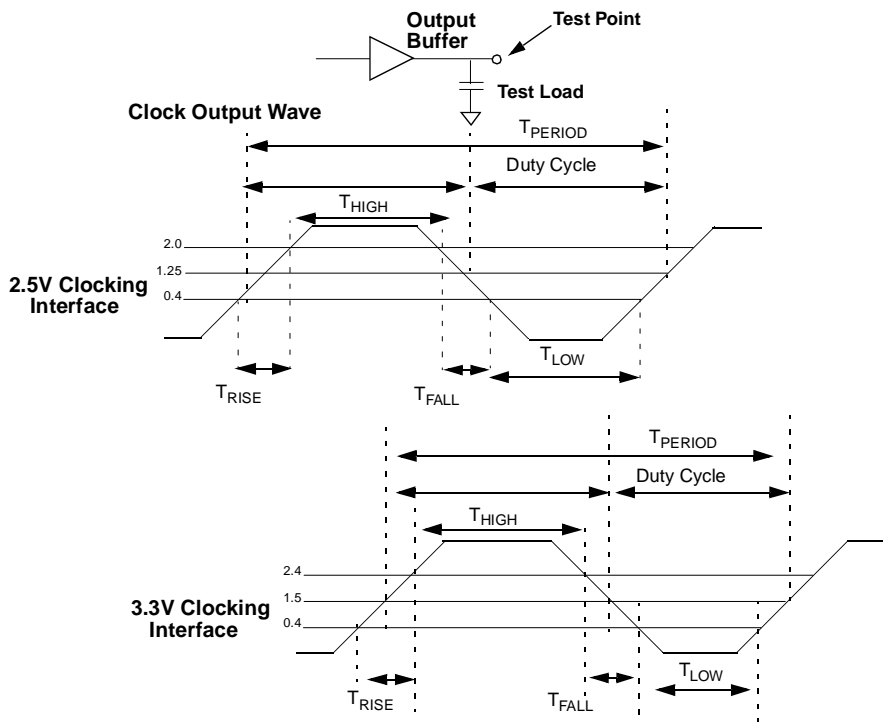 Output
Buffer
Test Point
Test Load
Clock Output Wave
TPERIOD
Duty Cycle
THIGH
2.0
1.25
0.4
2.5V Clocking
Interface
TLOW
TRISE
TFALL
TPERIOD
Duty Cycle
THIGH
2.4
1.5
0.4
3.3V Clocking
Interface
TLOW
TRISE
TFALL